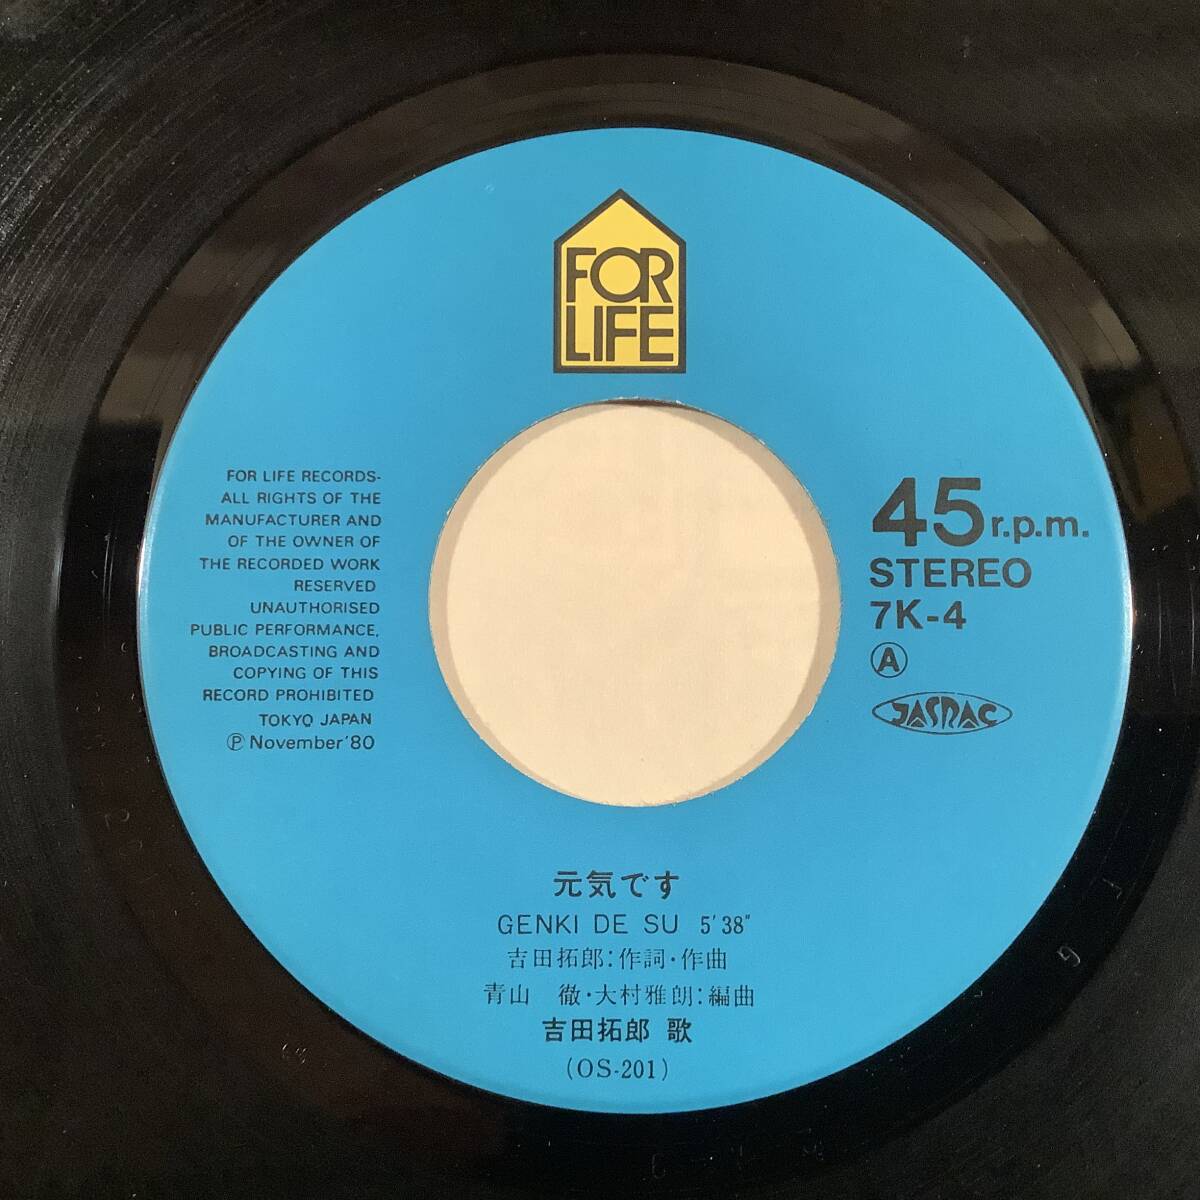 FOR
LIFE
FOR LIFE RECORDS-
ALL RIGHTS OF THE
MANUFACTURER AND
OF THE OWNER OF
THE RECORDED WORK
RESERVED
UNAUTHORISED
PUBLIC PERFORMANCE,
BROADCASTING AND
COPYING OF THIS
RECORD PROHIBITED
TOKYO JAPAN
Ⓟ November'80
45 r.p.m.
STEREO
7K-4
Ⓐ
JASRAC
元気です
GENKI DE SU 5'38"
吉田拓郎:作詞・作曲
青山 徹・大村雅朗:編曲
吉田拓郎 歌
(OS-201)